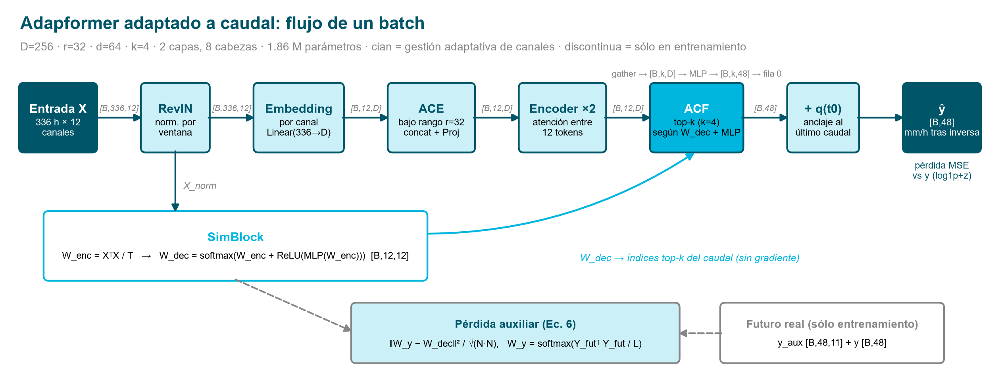 Adapformer adaptado a caudal: flujo de un batch
D=256 · r=32 · d=64 · k=4 · 2 capas, 8 cabezas · 1.86 M parámetros · cian = gestión adaptativa de canales · discontinua = sólo en entrenamiento
gather → [B,k,D] → MLP → [B,k,48] → fila 0
Entrada X
336 h × 12
canales
[B,336,12]
RevIN
norm. por
ventana
[B,336,12]
Embedding
por canal
Linear(336→D)
[B,12,D]
ACE
bajo rango r=32
concat + Proj
[B,12,D]
Encoder ×2
atención entre
12 tokens
[B,12,D]
ACF
top-k (k=4)
según W_dec + MLP
[B,48]
+ q(t0)
anclaje al
último caudal
ŷ
[B,48]
mm/h tras inversa
pérdida MSE
vs y (log1p+z)
X_norm
SimBlock
W_enc = XᵀX / T → W_dec = softmax(W_enc + ReLU(MLP(W_enc))) [B,12,12]
W_dec → índices top-k del caudal (sin gradiente)
Pérdida auxiliar (Ec. 6)
‖W_y − W_dec‖² / √(N·N), W_y = softmax(Y_futᵀ Y_fut / L)
Futuro real (sólo entrenamiento)
y_aux [B,48,11] + y [B,48]